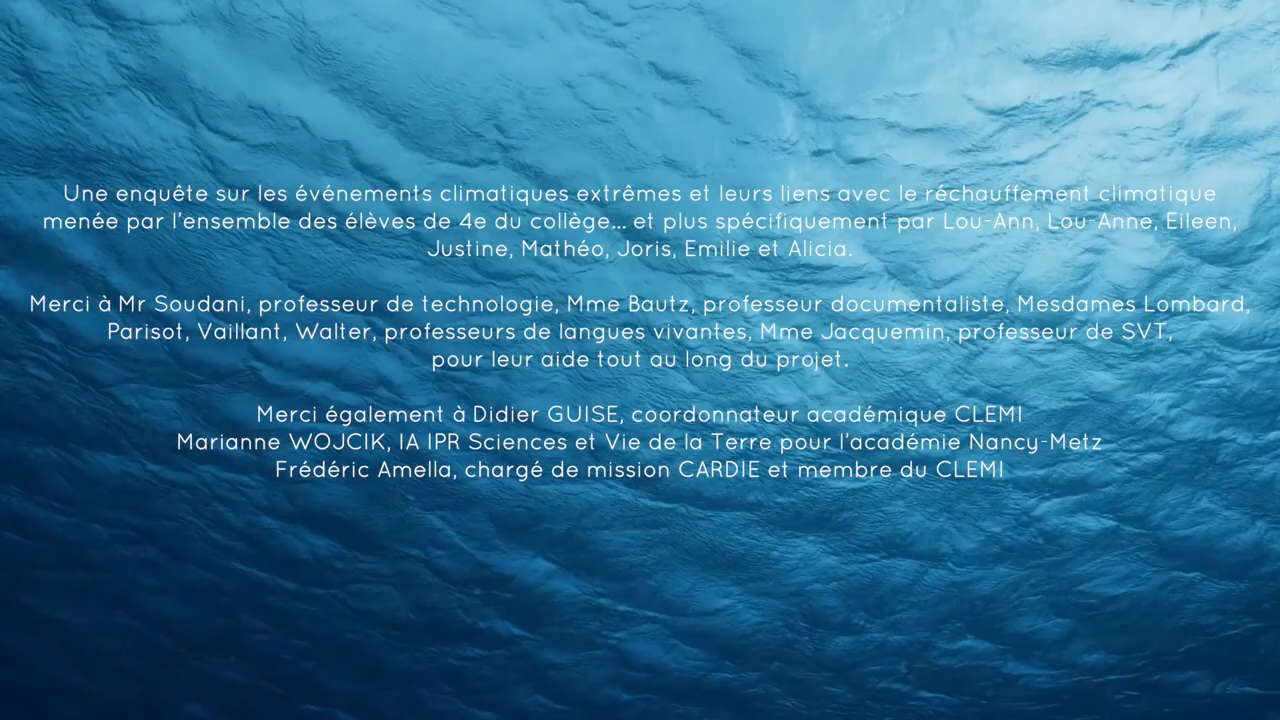 Une enquête sur les événements climatiques extrêmes et leurs liens avec le réchauffement climatique
menée par l'ensemble des élèves de 4e du collège... et plus spécifiquement par Lou-Ann, Lou-Anne, Eileen,
Justine, Mathéo, Joris, Emilie et Alicia.
Merci à Mr Soudani, professeur de technologie, Mme Bautz, professeur documentaliste, Mesdames Lombard,
Parisot, Vaillant, Walter, professeurs de langues vivantes, Mme Jacquemin, professeur de SVT,
pour leur aide tout au long du projet.
Merci également à Didier GUISE, coordonnateur académique CLEMI
Marianne WOJCIK, IA IPR Sciences et Vie de la Terre pour l'académie Nancy-Metz
Frédéric Amella, chargé de mission CARDIE et membre du CLEMI